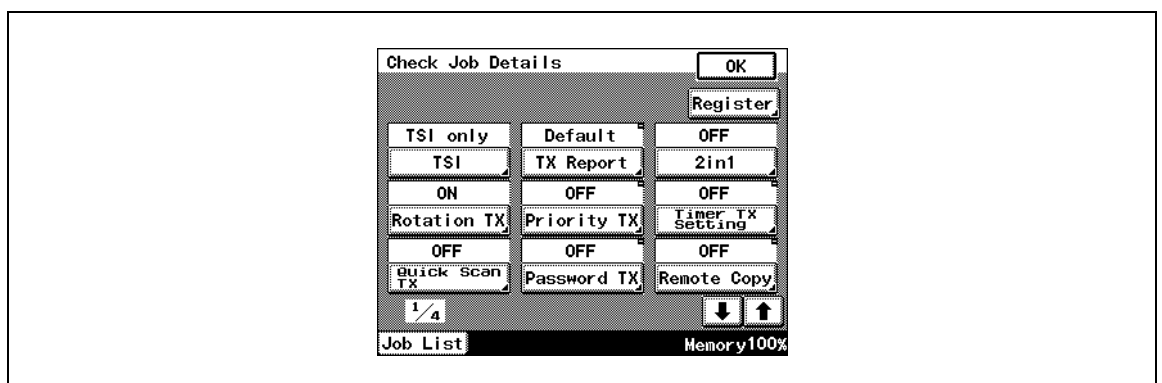 Check Job Details
OK
Register
TSI only
Default
OFF
TSI
TX Report
2in1
ON
OFF
OFF
Rotation TX
Priority TX
Timer TX
Setting
OFF
OFF
OFF
Quick Scan
TX
Password TX
Remote Copy
1/4
Job List
Memory100%